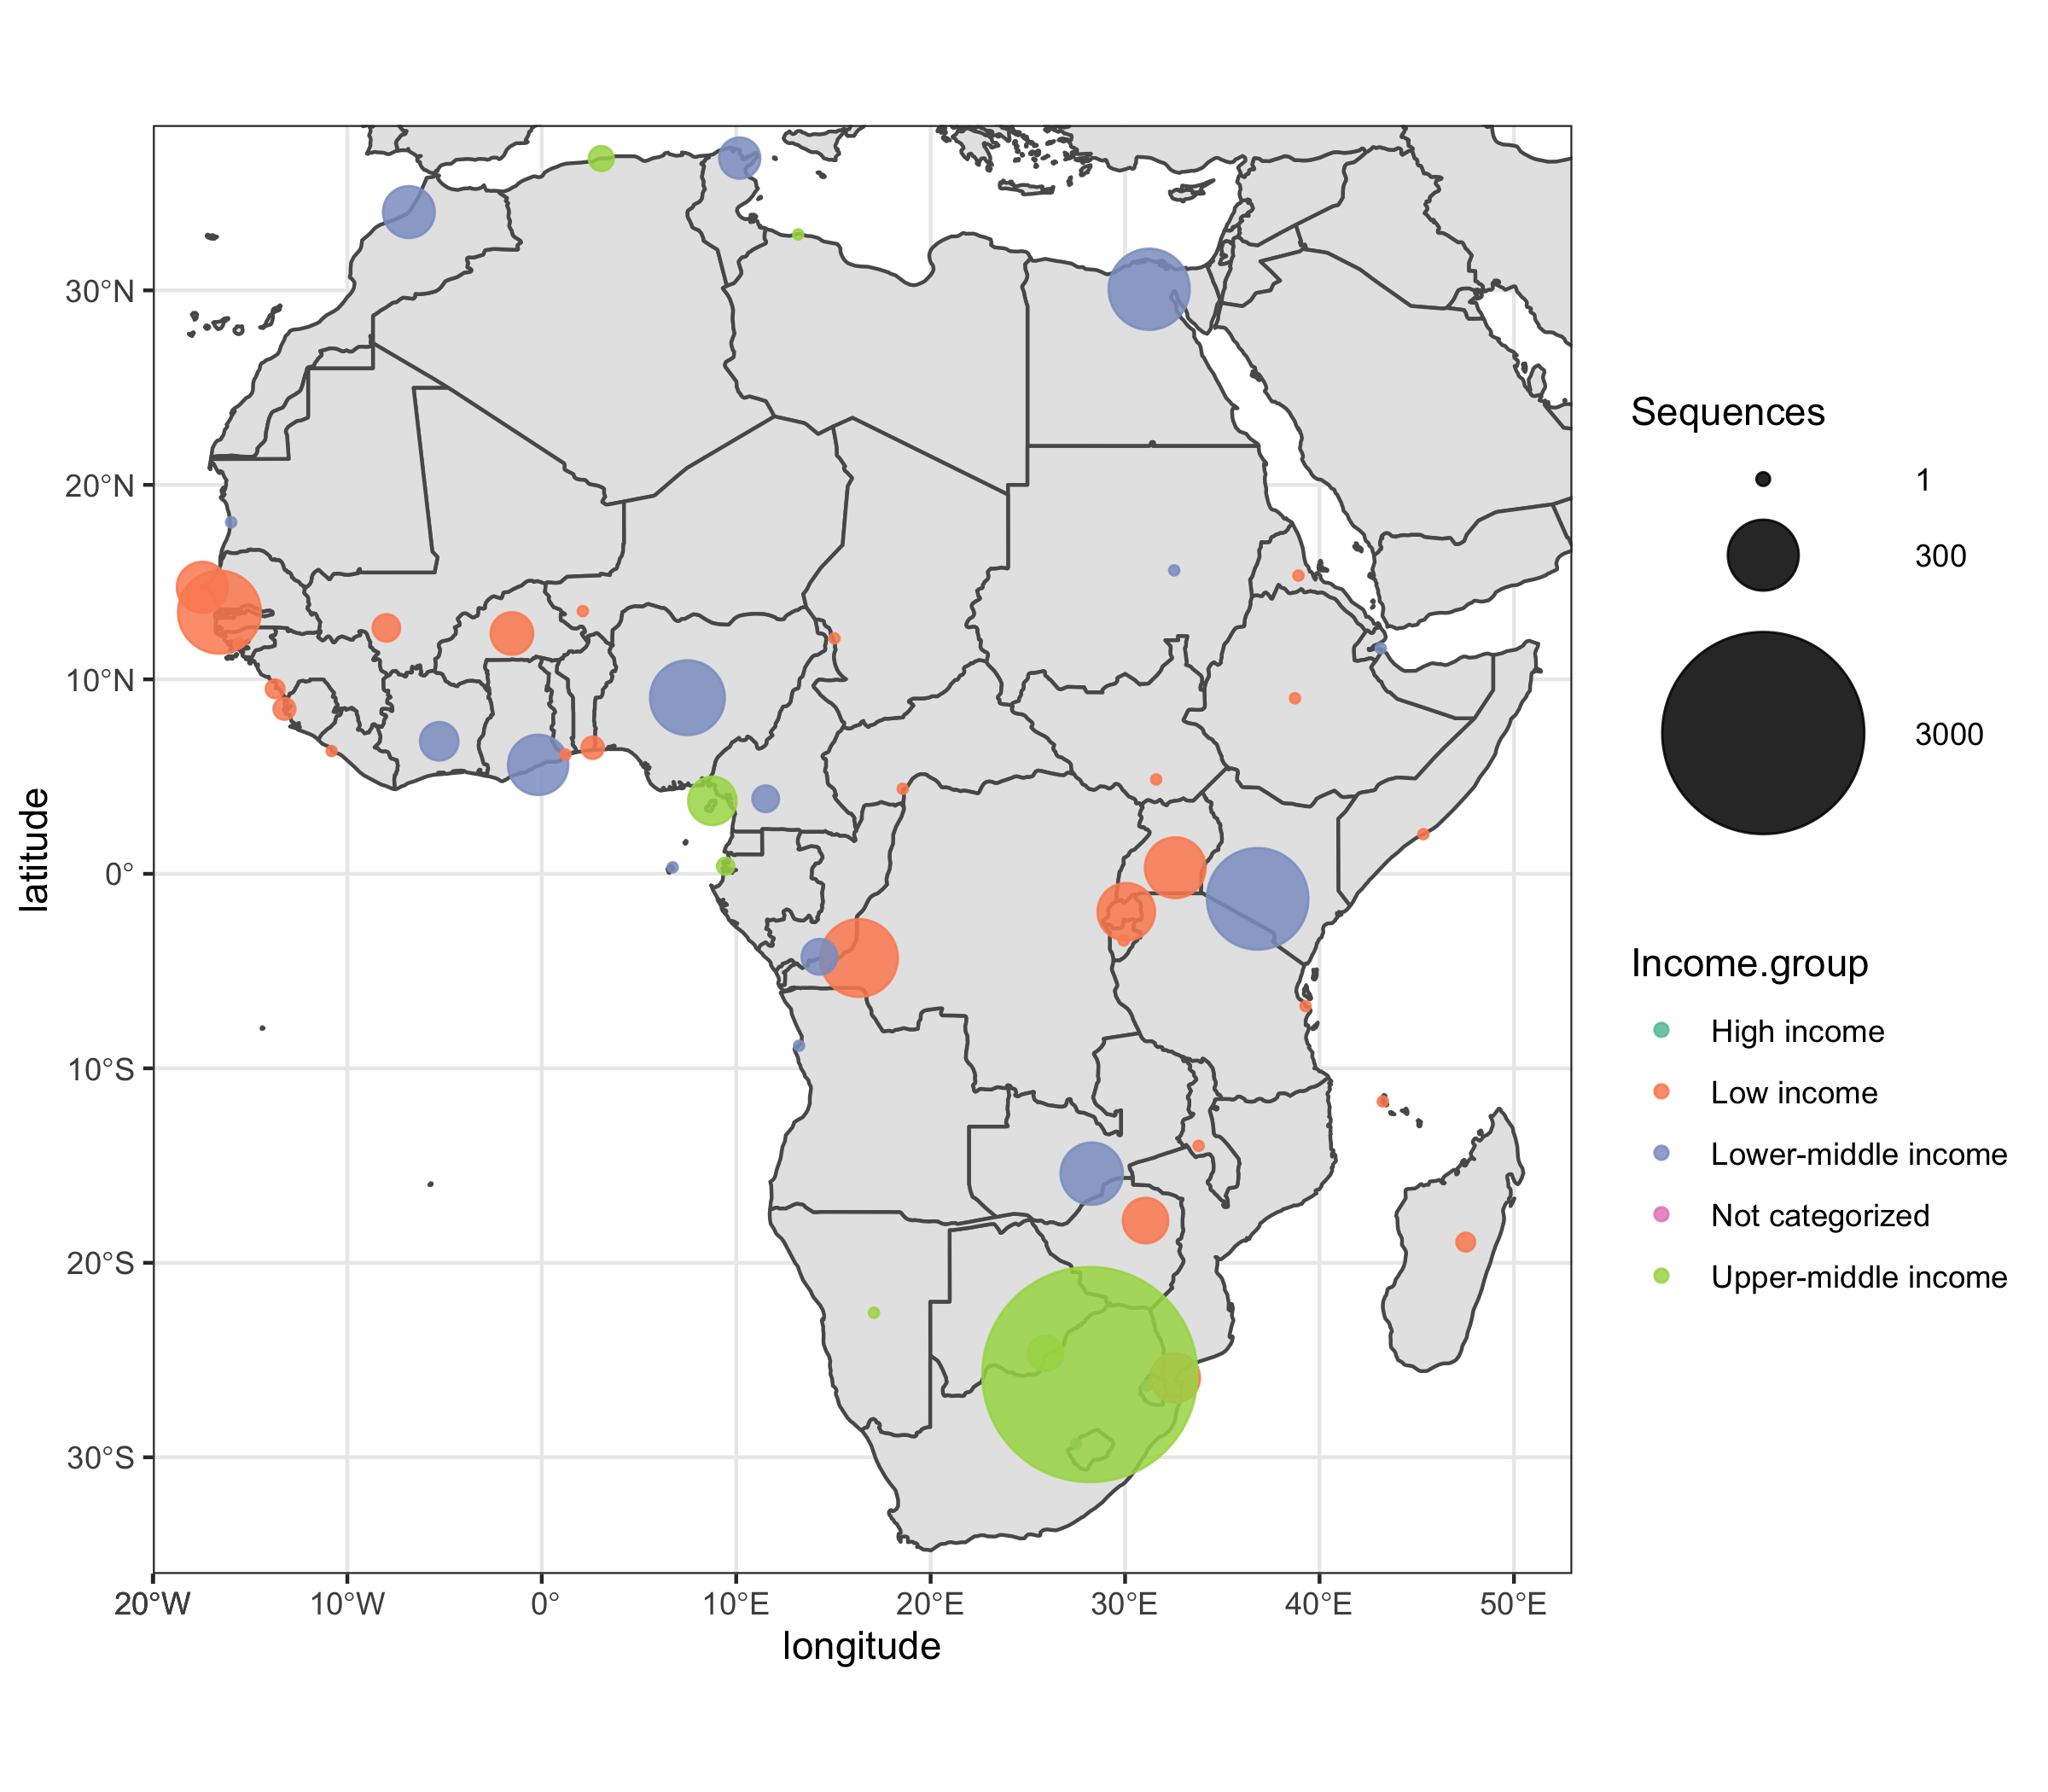 30°N
20°N
10°N
0°
10°S
20°S
30°S
latitude
20°W
10°W
0°
10°E
20°E
30°E
40°E
50°E
longitude
Sequences
1
300
3000
Income.group
High income
Low income
Lower-middle income
Not categorized
Upper-middle income